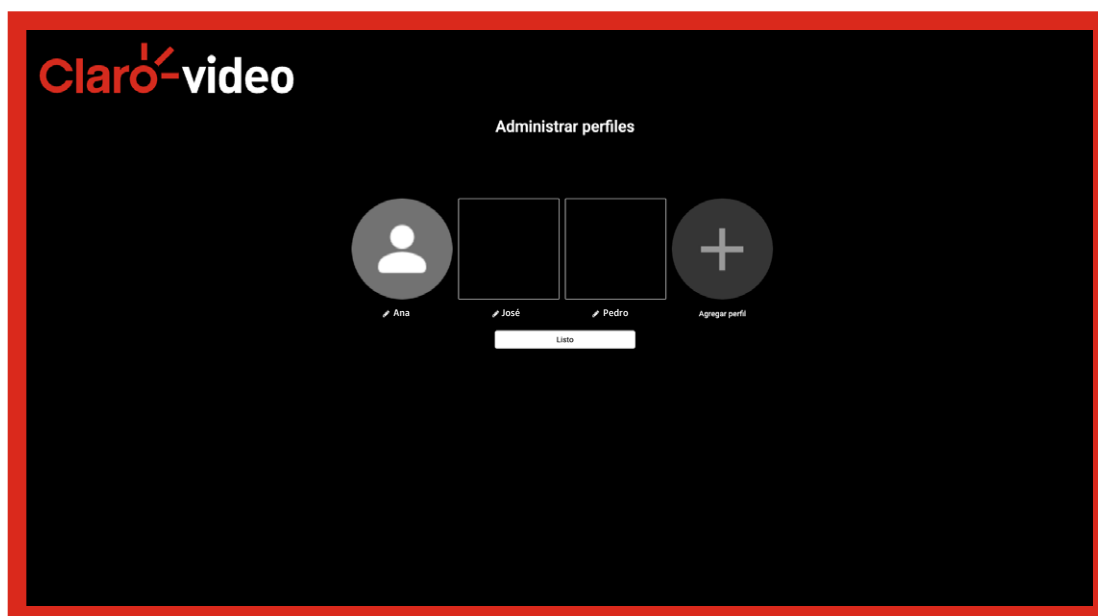 Claro-video
Administrar perfiles
Ana José Pedro Agregar perfil
Listo